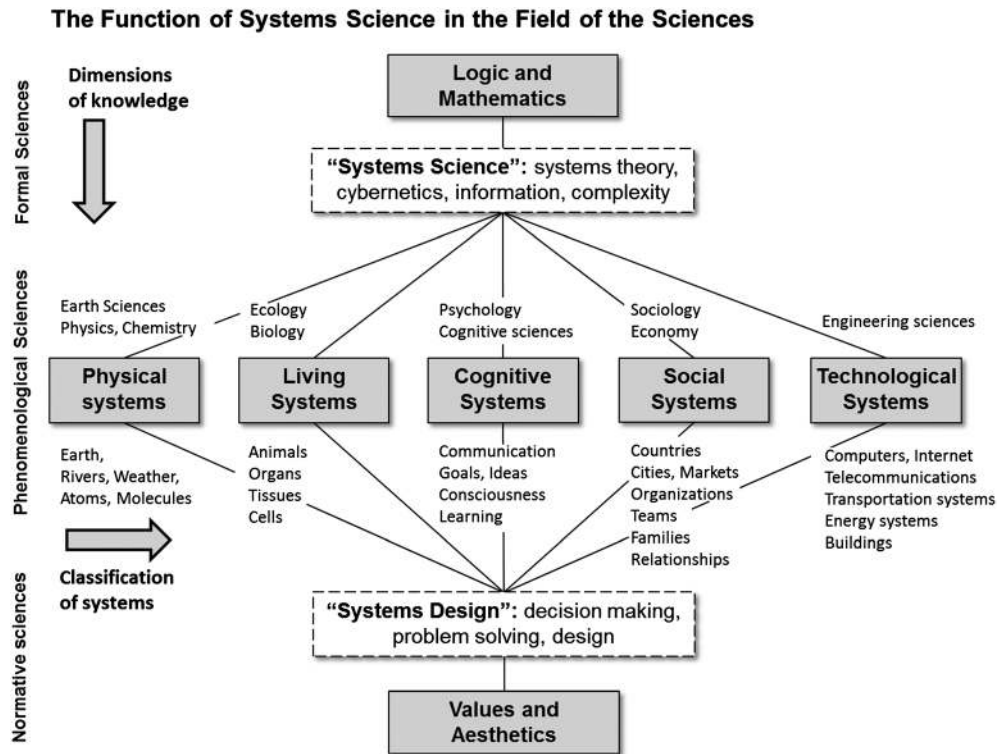 The Function of Systems Science in the Field of the Sciences
Formal Sciences
Dimensions
of knowledge
Logic and
Mathematics
“Systems Science”: systems theory,
cybernetics, information, complexity
Phenomenological Sciences
Earth Sciences
Physics, Chemistry
Ecology
Biology
Psychology
Cognitive sciences
Sociology
Economy
Engineering sciences
Physical
systems
Living
Systems
Cognitive
Systems
Social
Systems
Technological
Systems
Earth,
Rivers, Weather,
Atoms, Molecules
Animals
Organs
Tissues
Cells
Communication
Goals, Ideas
Consciousness
Learning
Countries
Cities, Markets
Organizations
Teams
Families
Relationships
Computers, Internet
Telecommunications
Transportation systems
Energy systems
Buildings
Classification
of systems
Normative sciences
“Systems Design”: decision making,
problem solving, design
Values and
Aesthetics